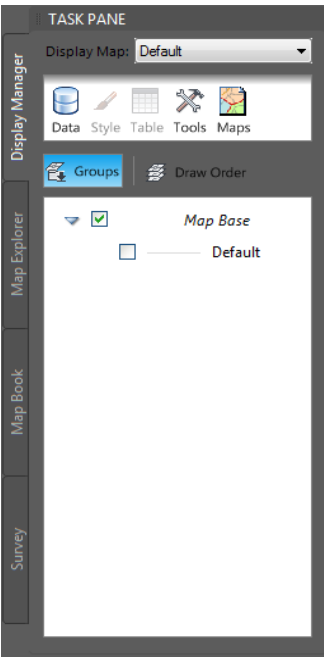 TASK PANE
Display Map: Default
Data Style Table Tools Maps
Groups Draw Order
Map Base
Default
Display Manager
Map Explorer
Map Book
Survey